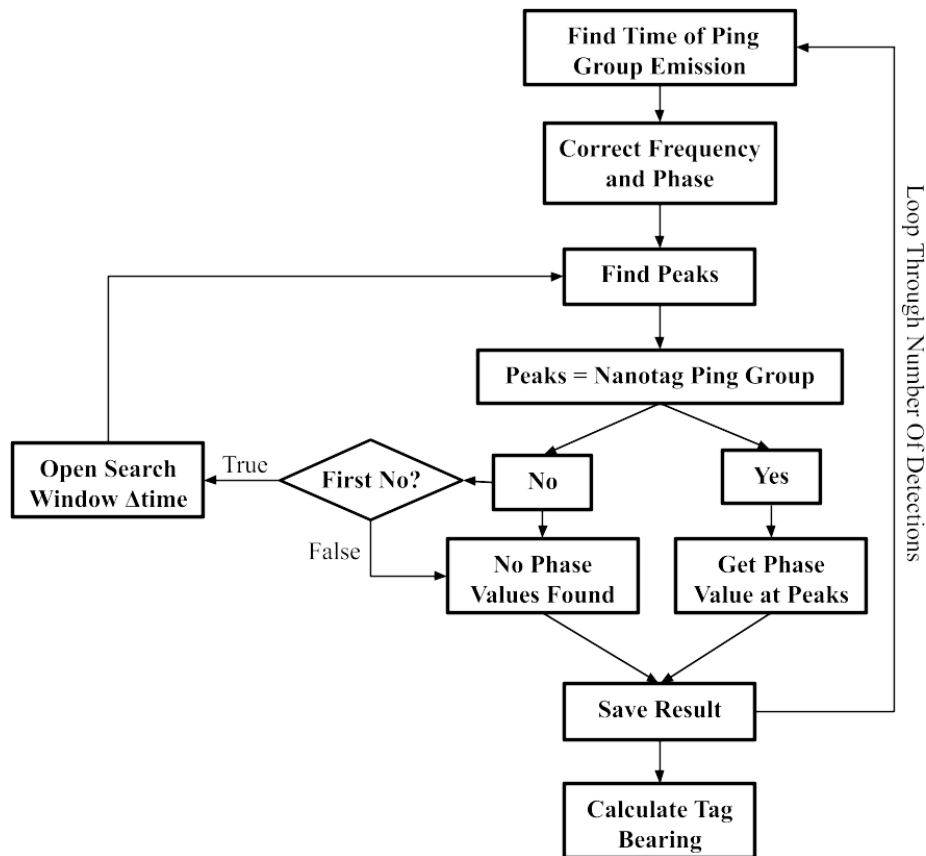 Find Time of Ping
Group Emission
Correct Frequency
and Phase
Find Peaks
Peaks = Nanotag Ping Group
Open Search
Window Δtime
True
First No?
No
Yes
False
No Phase
Values Found
Get Phase
Value at Peaks
Save Result
Calculate Tag
Bearing
Loop Through Number Of Detections